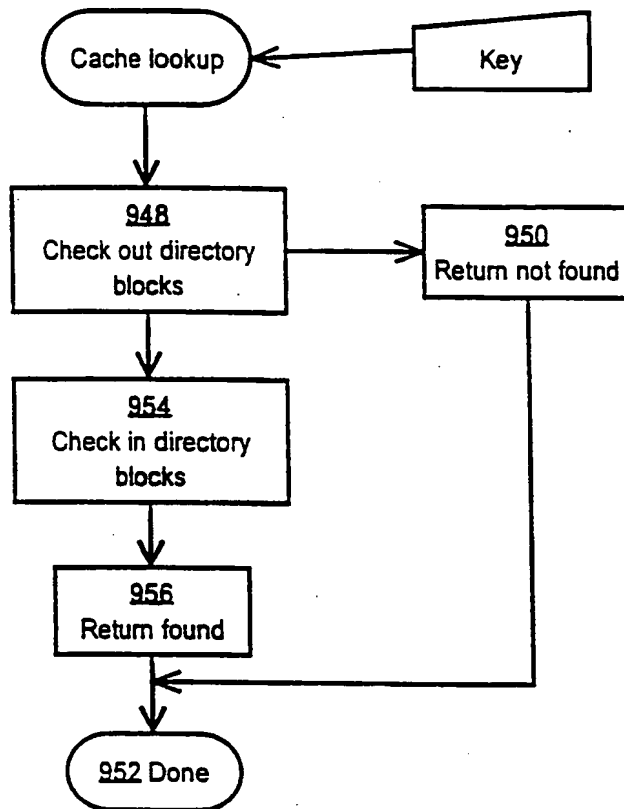 Cache lookup
Key
948
Check out directory
blocks
950
Return not found
954
Check in directory
blocks
956
Return found
952 Done